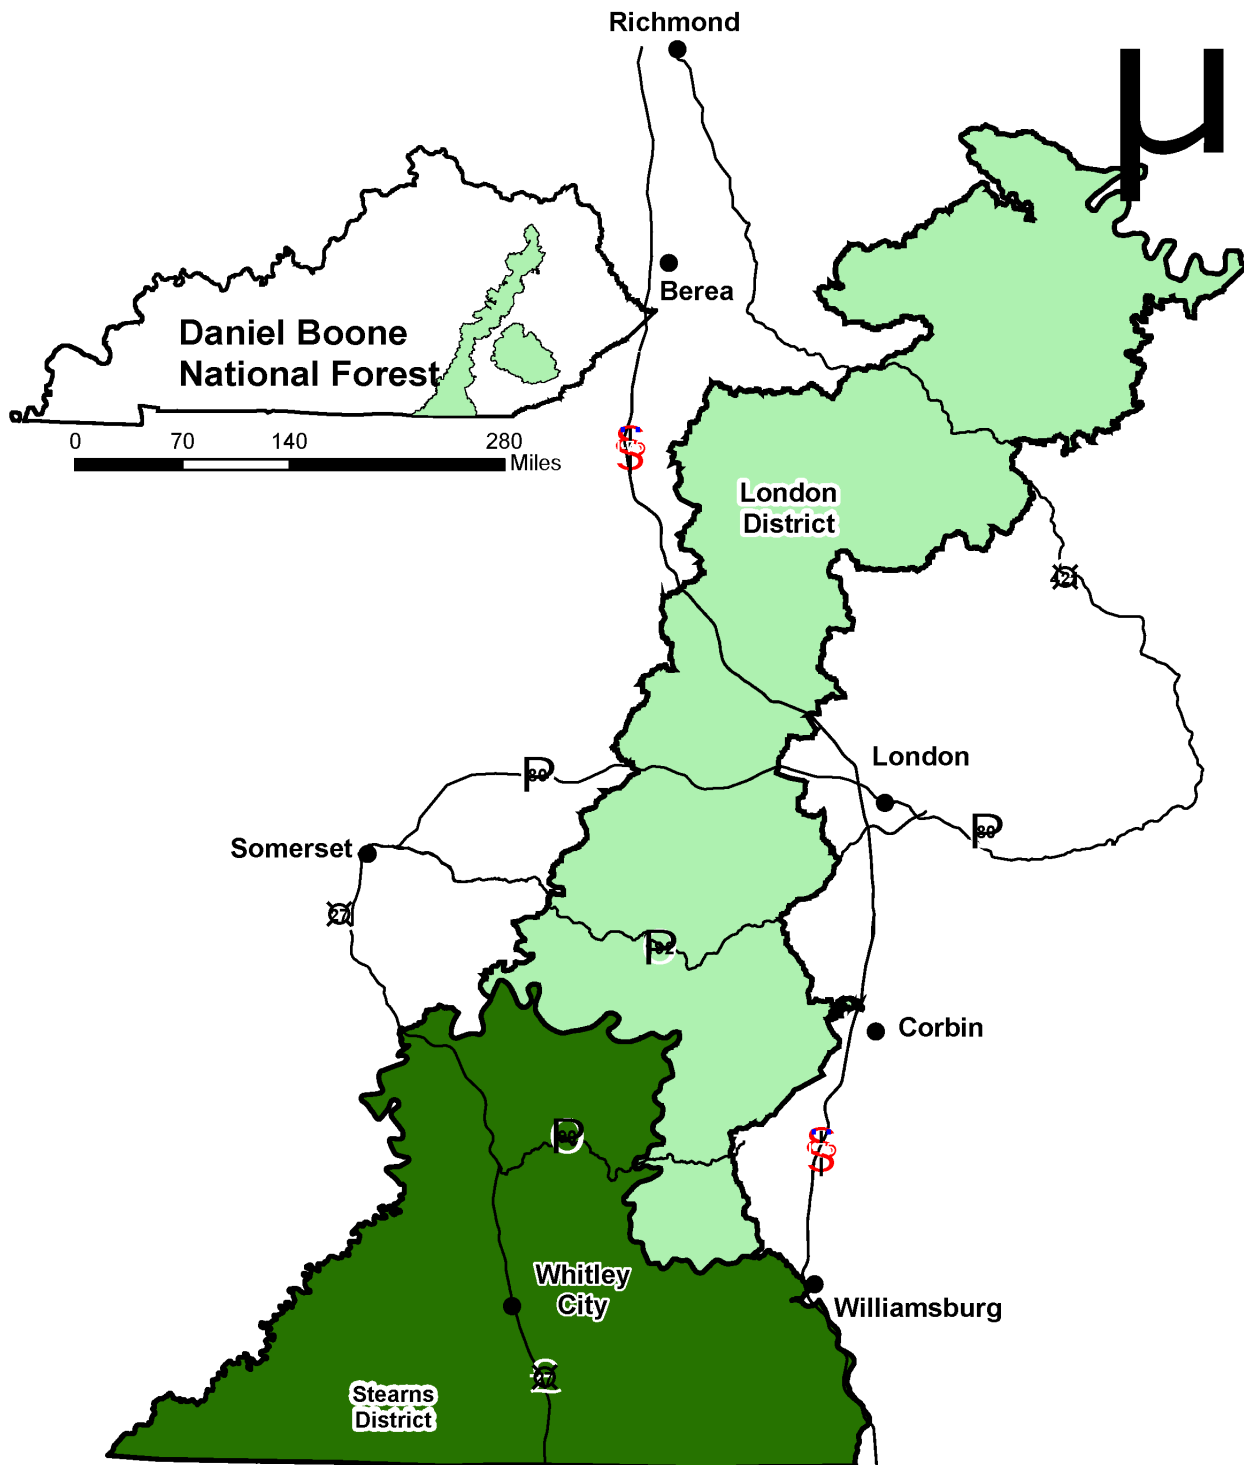 Richmond
µ
Berea
Daniel Boone
National Forest
0 70 140 280
Miles
London
District
London
P
80
P
80
Somerset
27
P
Corbin
P
Whitley
City
Williamsburg
27
Stearns
District